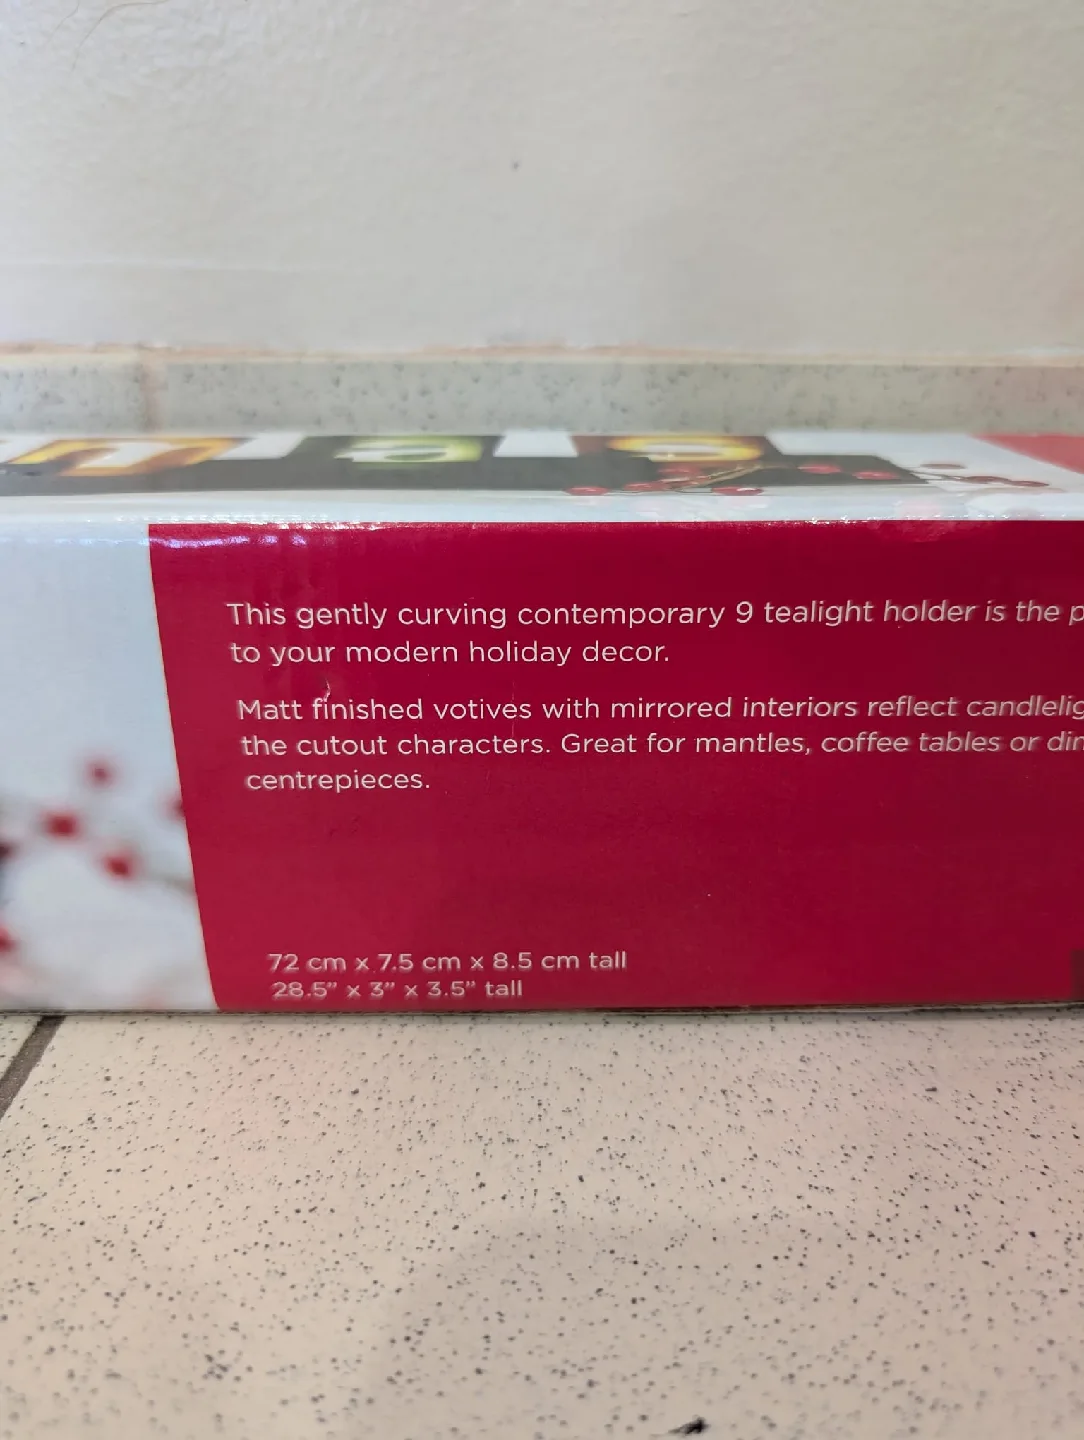 This gently curving contemporary 9 tealight holder is the
to your modern holiday decor.
Matt finished votives with mirrored interiors reflect
the cutout characters. Great for mantles, coffee tables or
centrepieces.
72 cm x 7.5 cm x 8.5 cm tall
28.5" x 3" x 3.5" tall